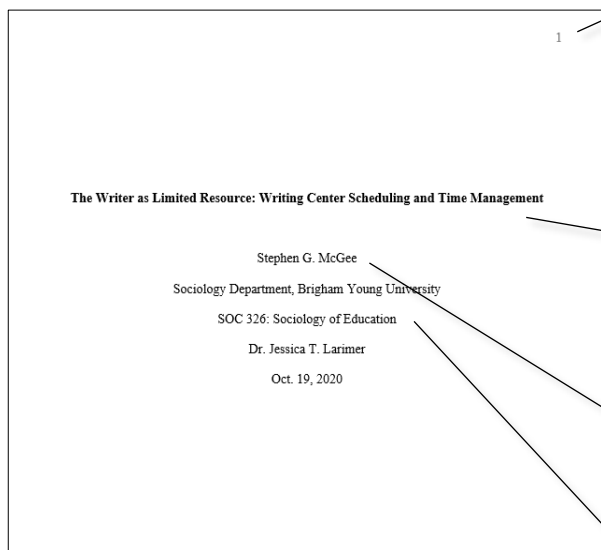 1
The Writer as Limited Resource: Writing Center Scheduling and Time Management
Stephen G. McGee
Sociology Department, Brigham Young University
SOC 326: Sociology of Education
Dr. Jessica T. Larimer
Oct. 19, 2020